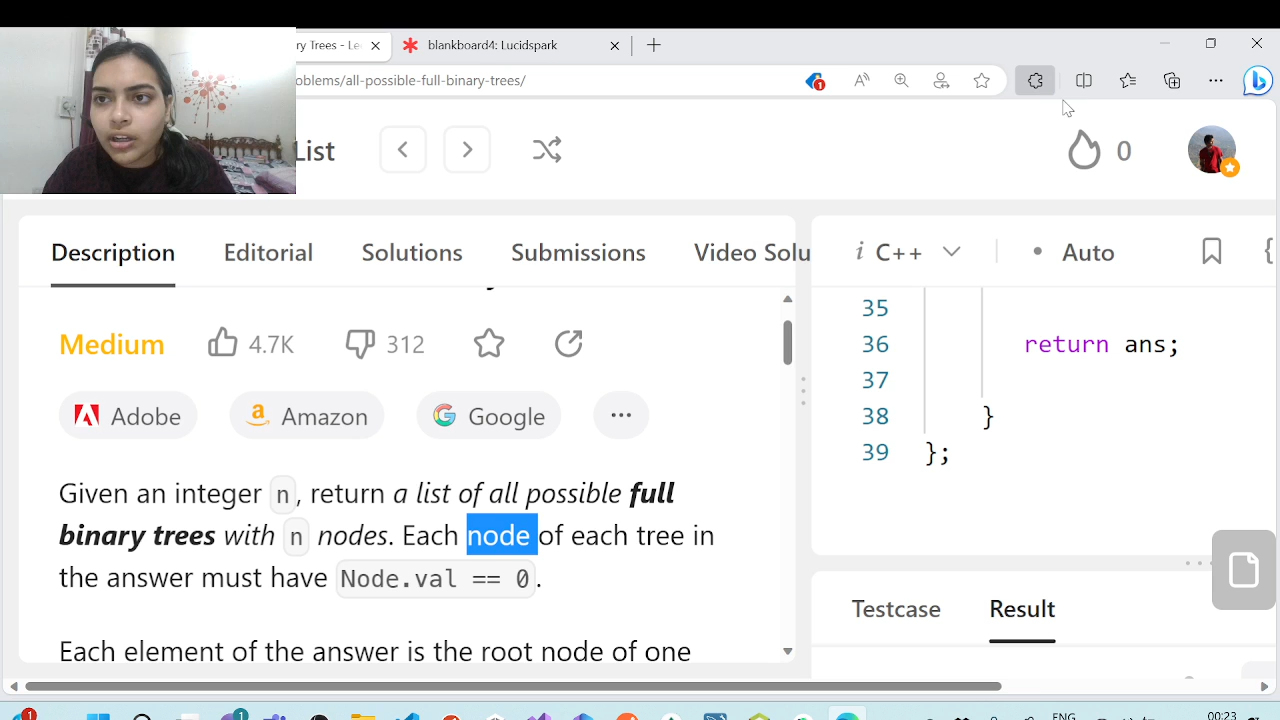 ry Trees - Le
blankboard4: Lucidspark
oblems/all-possible-full-binary-trees/
1
A
List
0
Description
Editorial
Solutions
Submissions
Video Solu
i C++
Auto
{
Medium
4.7K
312
Adobe
Amazon
Google
Given an integer n, return a list of all possible full
binary trees with n nodes. Each node of each tree in
the answer must have Node.val == 0.
Each element of the answer is the root node of one
35
36 return ans;
37
38 }
39 };
Testcase
Result
1
1
ENG
00:23